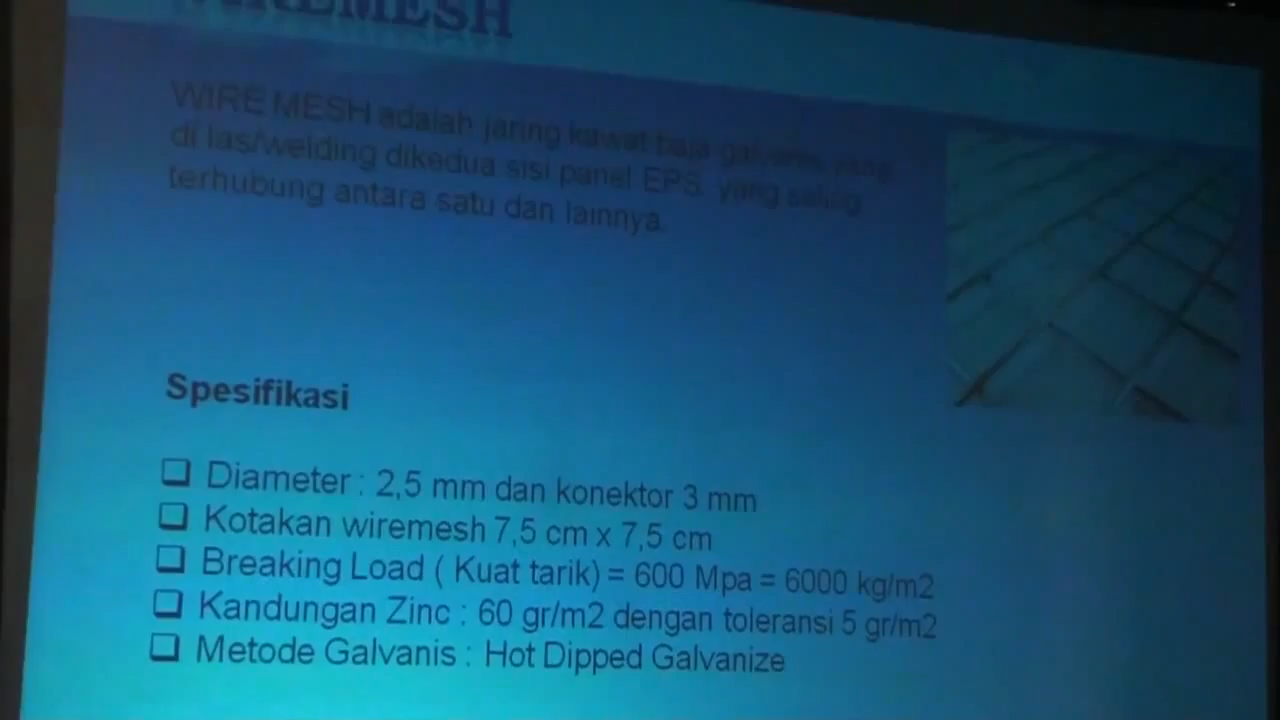 WIREMESH
WIRE MESH adalah jaring kawat baja galvanis yang
di las/welding dikedua sisi panel EPS. yang saling
terhubung antara satu dan lainnya.
Spesifikasi
❑ Diameter : 2,5 mm dan konektor 3 mm
❑ Kotakan wiremesh 7,5 cm x 7,5 cm
❑ Breaking Load ( Kuat tarik) = 600 Mpa = 6000 kg/m2
❑ Kandungan Zinc : 60 gr/m2 dengan toleransi 5 gr/m2
❑ Metode Galvanis : Hot Dipped Galvanize